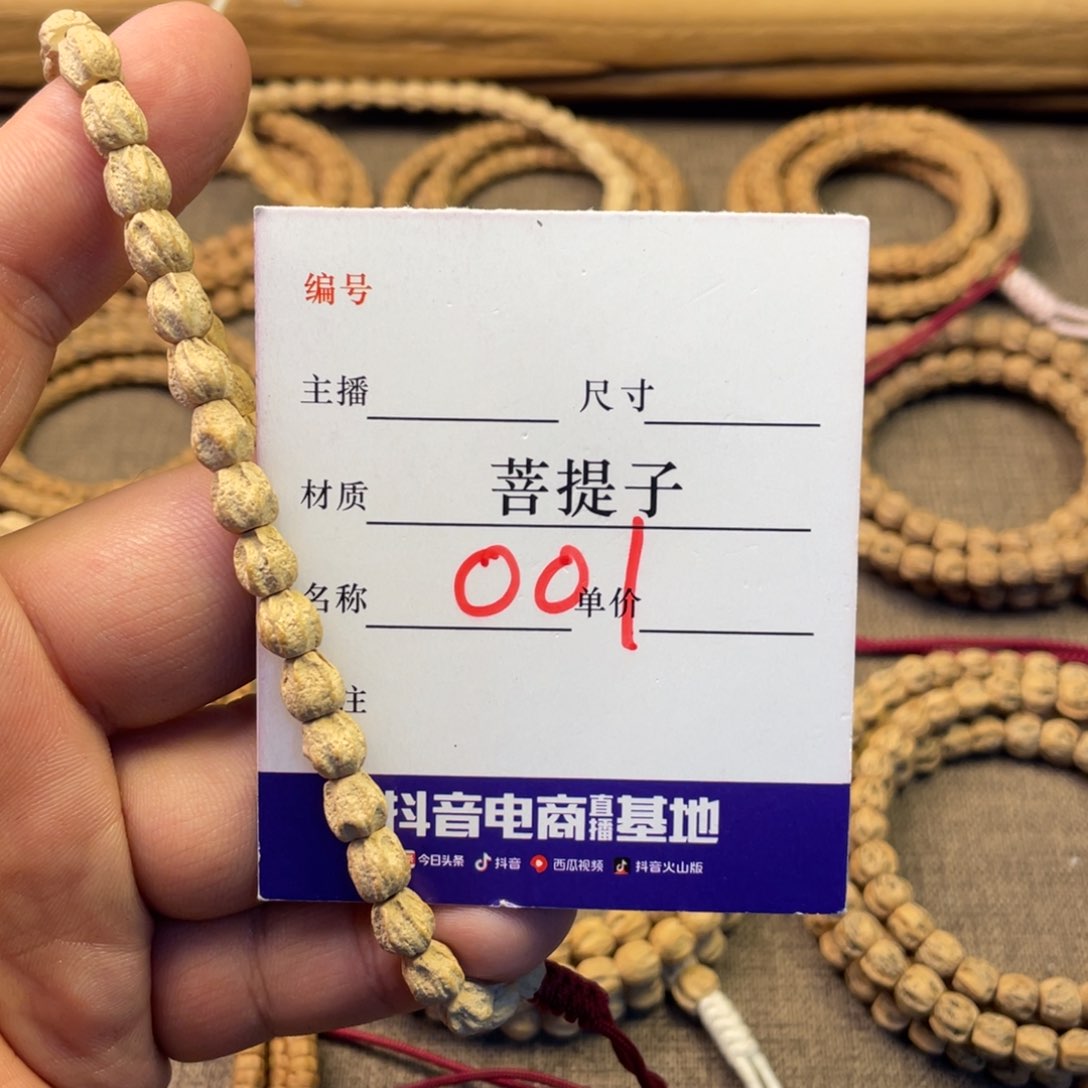 编号
主播 尺寸
材质 菩提子
001
名称 单价
主
抖音电商直播基地
今日头条 抖音 西瓜视频 抖音火山版